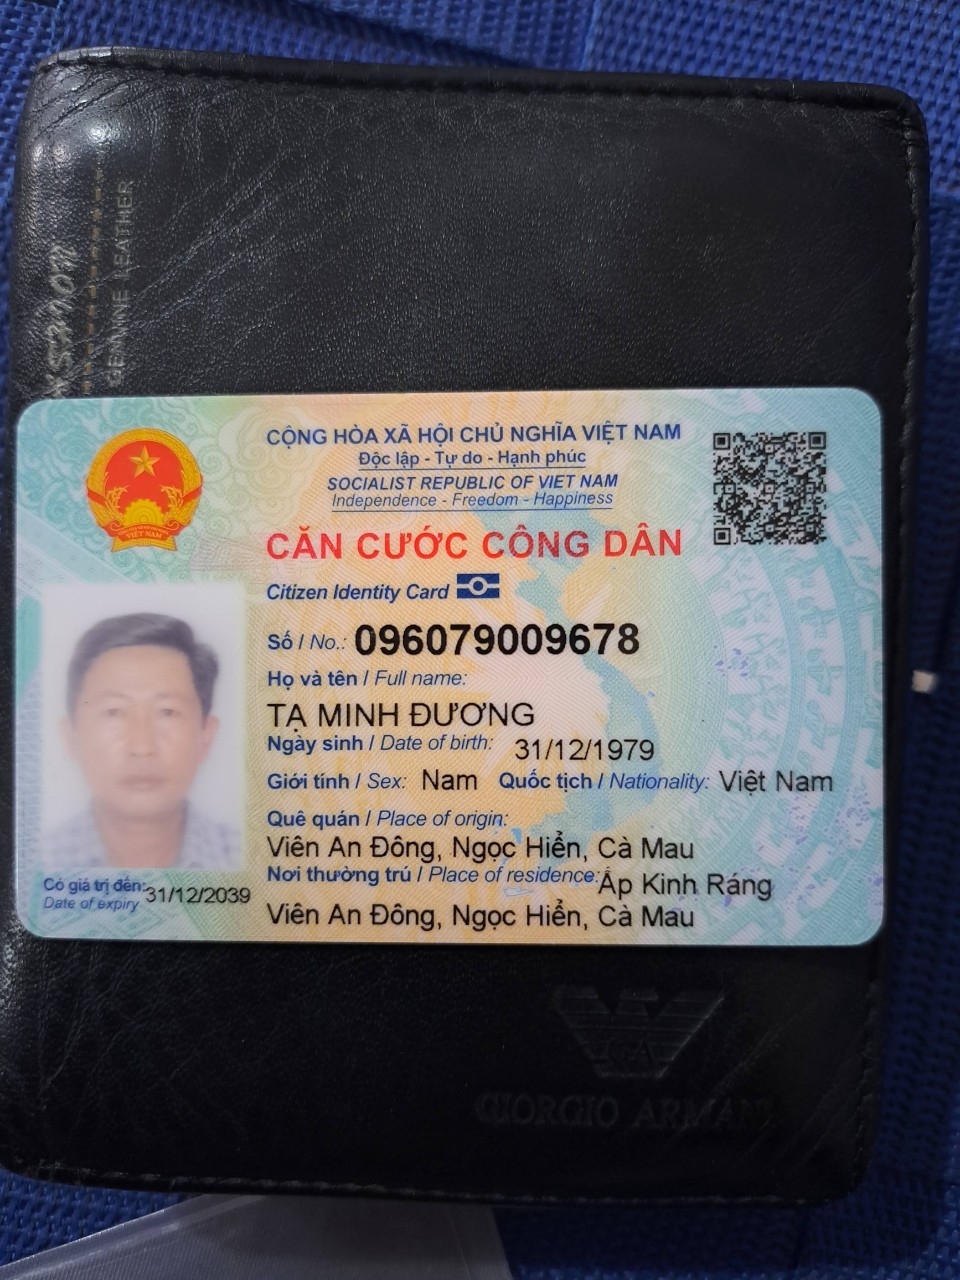 GENUINE LEATHER
CỘNG HÒA XÃ HỘI CHỦ NGHĨA VIỆT NAM
Độc lập - Tự do - Hạnh phúc
SOCIALIST REPUBLIC OF VIET NAM
Independence - Freedom - Happiness
CĂN CƯỚC CÔNG DÂN
Citizen Identity Card
VIỆT NAM
Số / No.: 096079009678
Họ và tên / Full name:
TẠ MINH ĐƯƠNG
Ngày sinh / Date of birth: 31/12/1979
Giới tính / Sex: Nam Quốc tịch / Nationality: Việt Nam
Quê quán / Place of origin:
Viên An Đông, Ngọc Hiển, Cà Mau
Nơi thường trú / Place of residence: Ấp Kinh Ráng
Viên An Đông, Ngọc Hiển, Cà Mau
Có giá trị đến: 31/12/2039
Date of expiry
GA
GIORGIO ARMANI